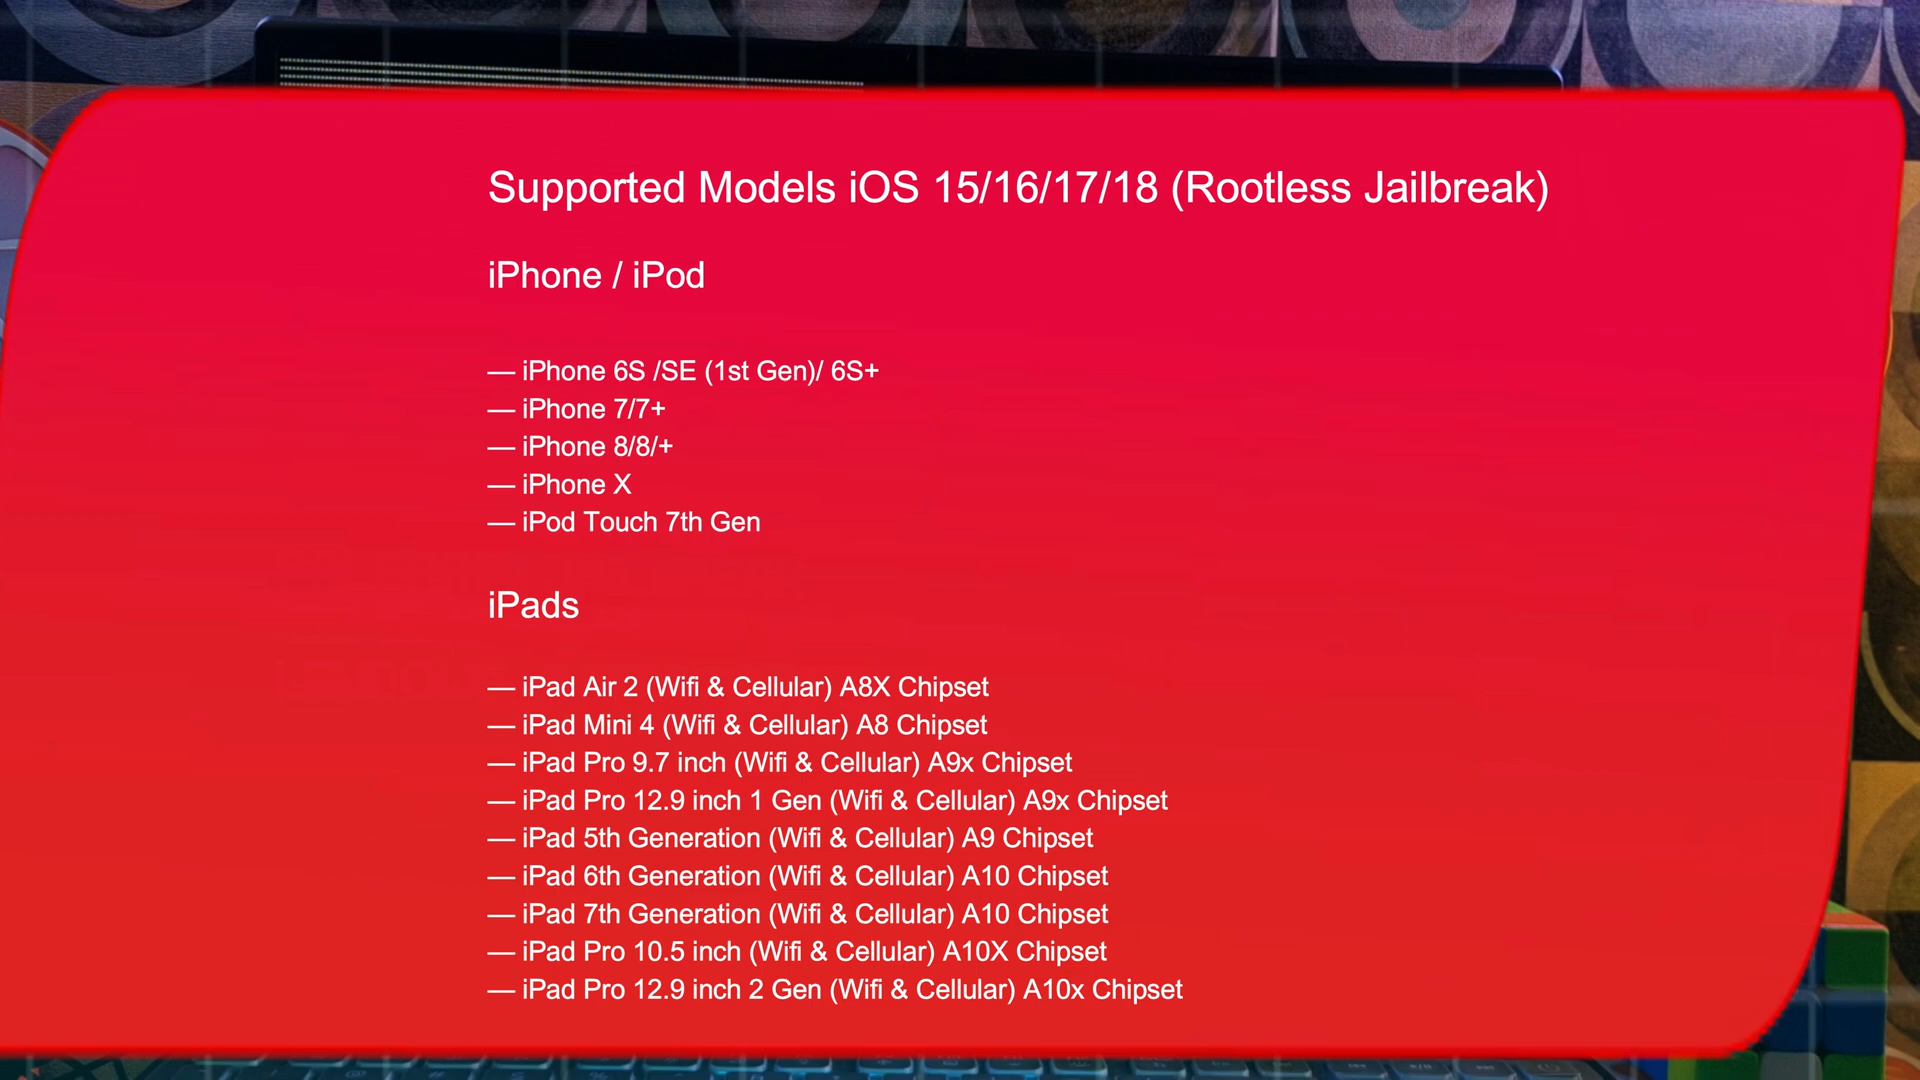 Supported Models iOS 15/16/17/18 (Rootless Jailbreak)
iPhone / iPod
— iPhone 6S /SE (1st Gen)/ 6S+
— iPhone 7/7+
— iPhone 8/8/+
— iPhone X
— iPod Touch 7th Gen
iPads
— iPad Air 2 (Wifi & Cellular) A8X Chipset
— iPad Mini 4 (Wifi & Cellular) A8 Chipset
— iPad Pro 9.7 inch (Wifi & Cellular) A9x Chipset
— iPad Pro 12.9 inch 1 Gen (Wifi & Cellular) A9x Chipset
— iPad 5th Generation (Wifi & Cellular) A9 Chipset
— iPad 6th Generation (Wifi & Cellular) A10 Chipset
— iPad 7th Generation (Wifi & Cellular) A10 Chipset
— iPad Pro 10.5 inch (Wifi & Cellular) A10X Chipset
— iPad Pro 12.9 inch 2 Gen (Wifi & Cellular) A10x Chipset